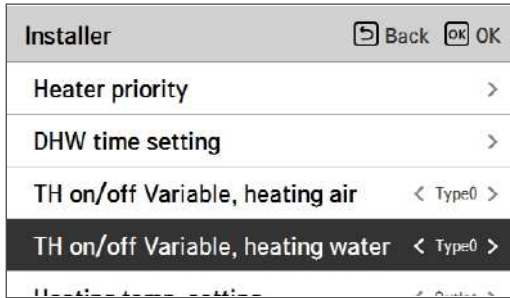 Installer Back OK OK
Heater priority >
DHW time setting >
TH on/off Variable, heating air < Type0 >
TH on/off Variable, heating water < Type0 >